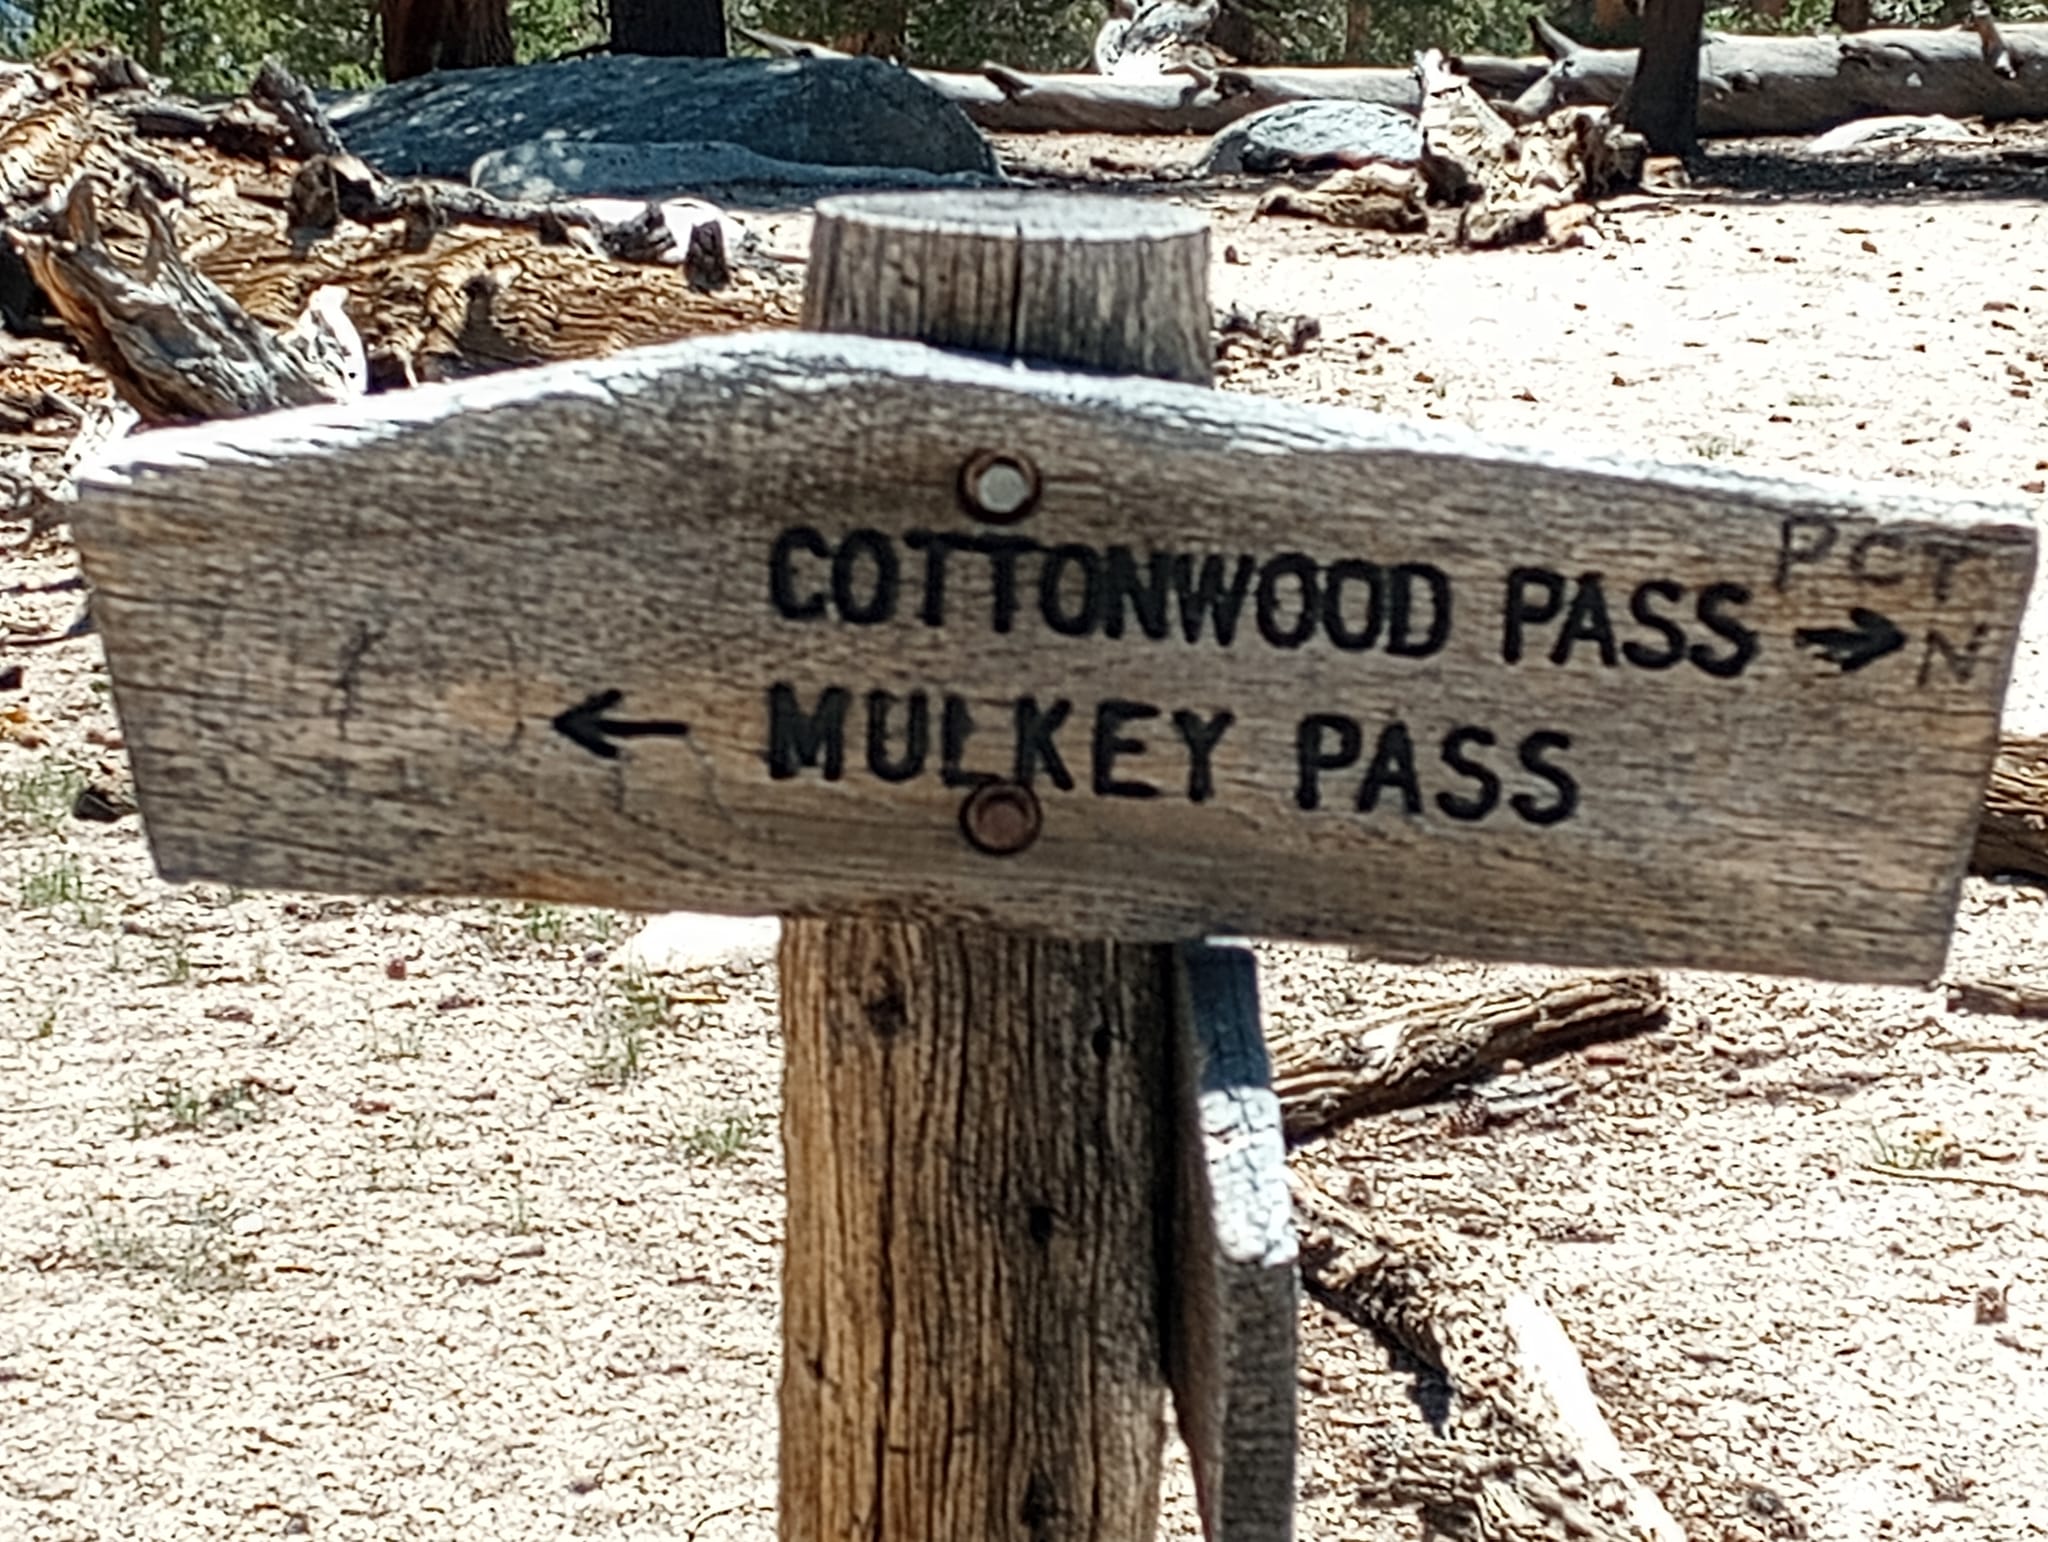 PCT
COTTONWOOD PASS → N
← MULKEY PASS